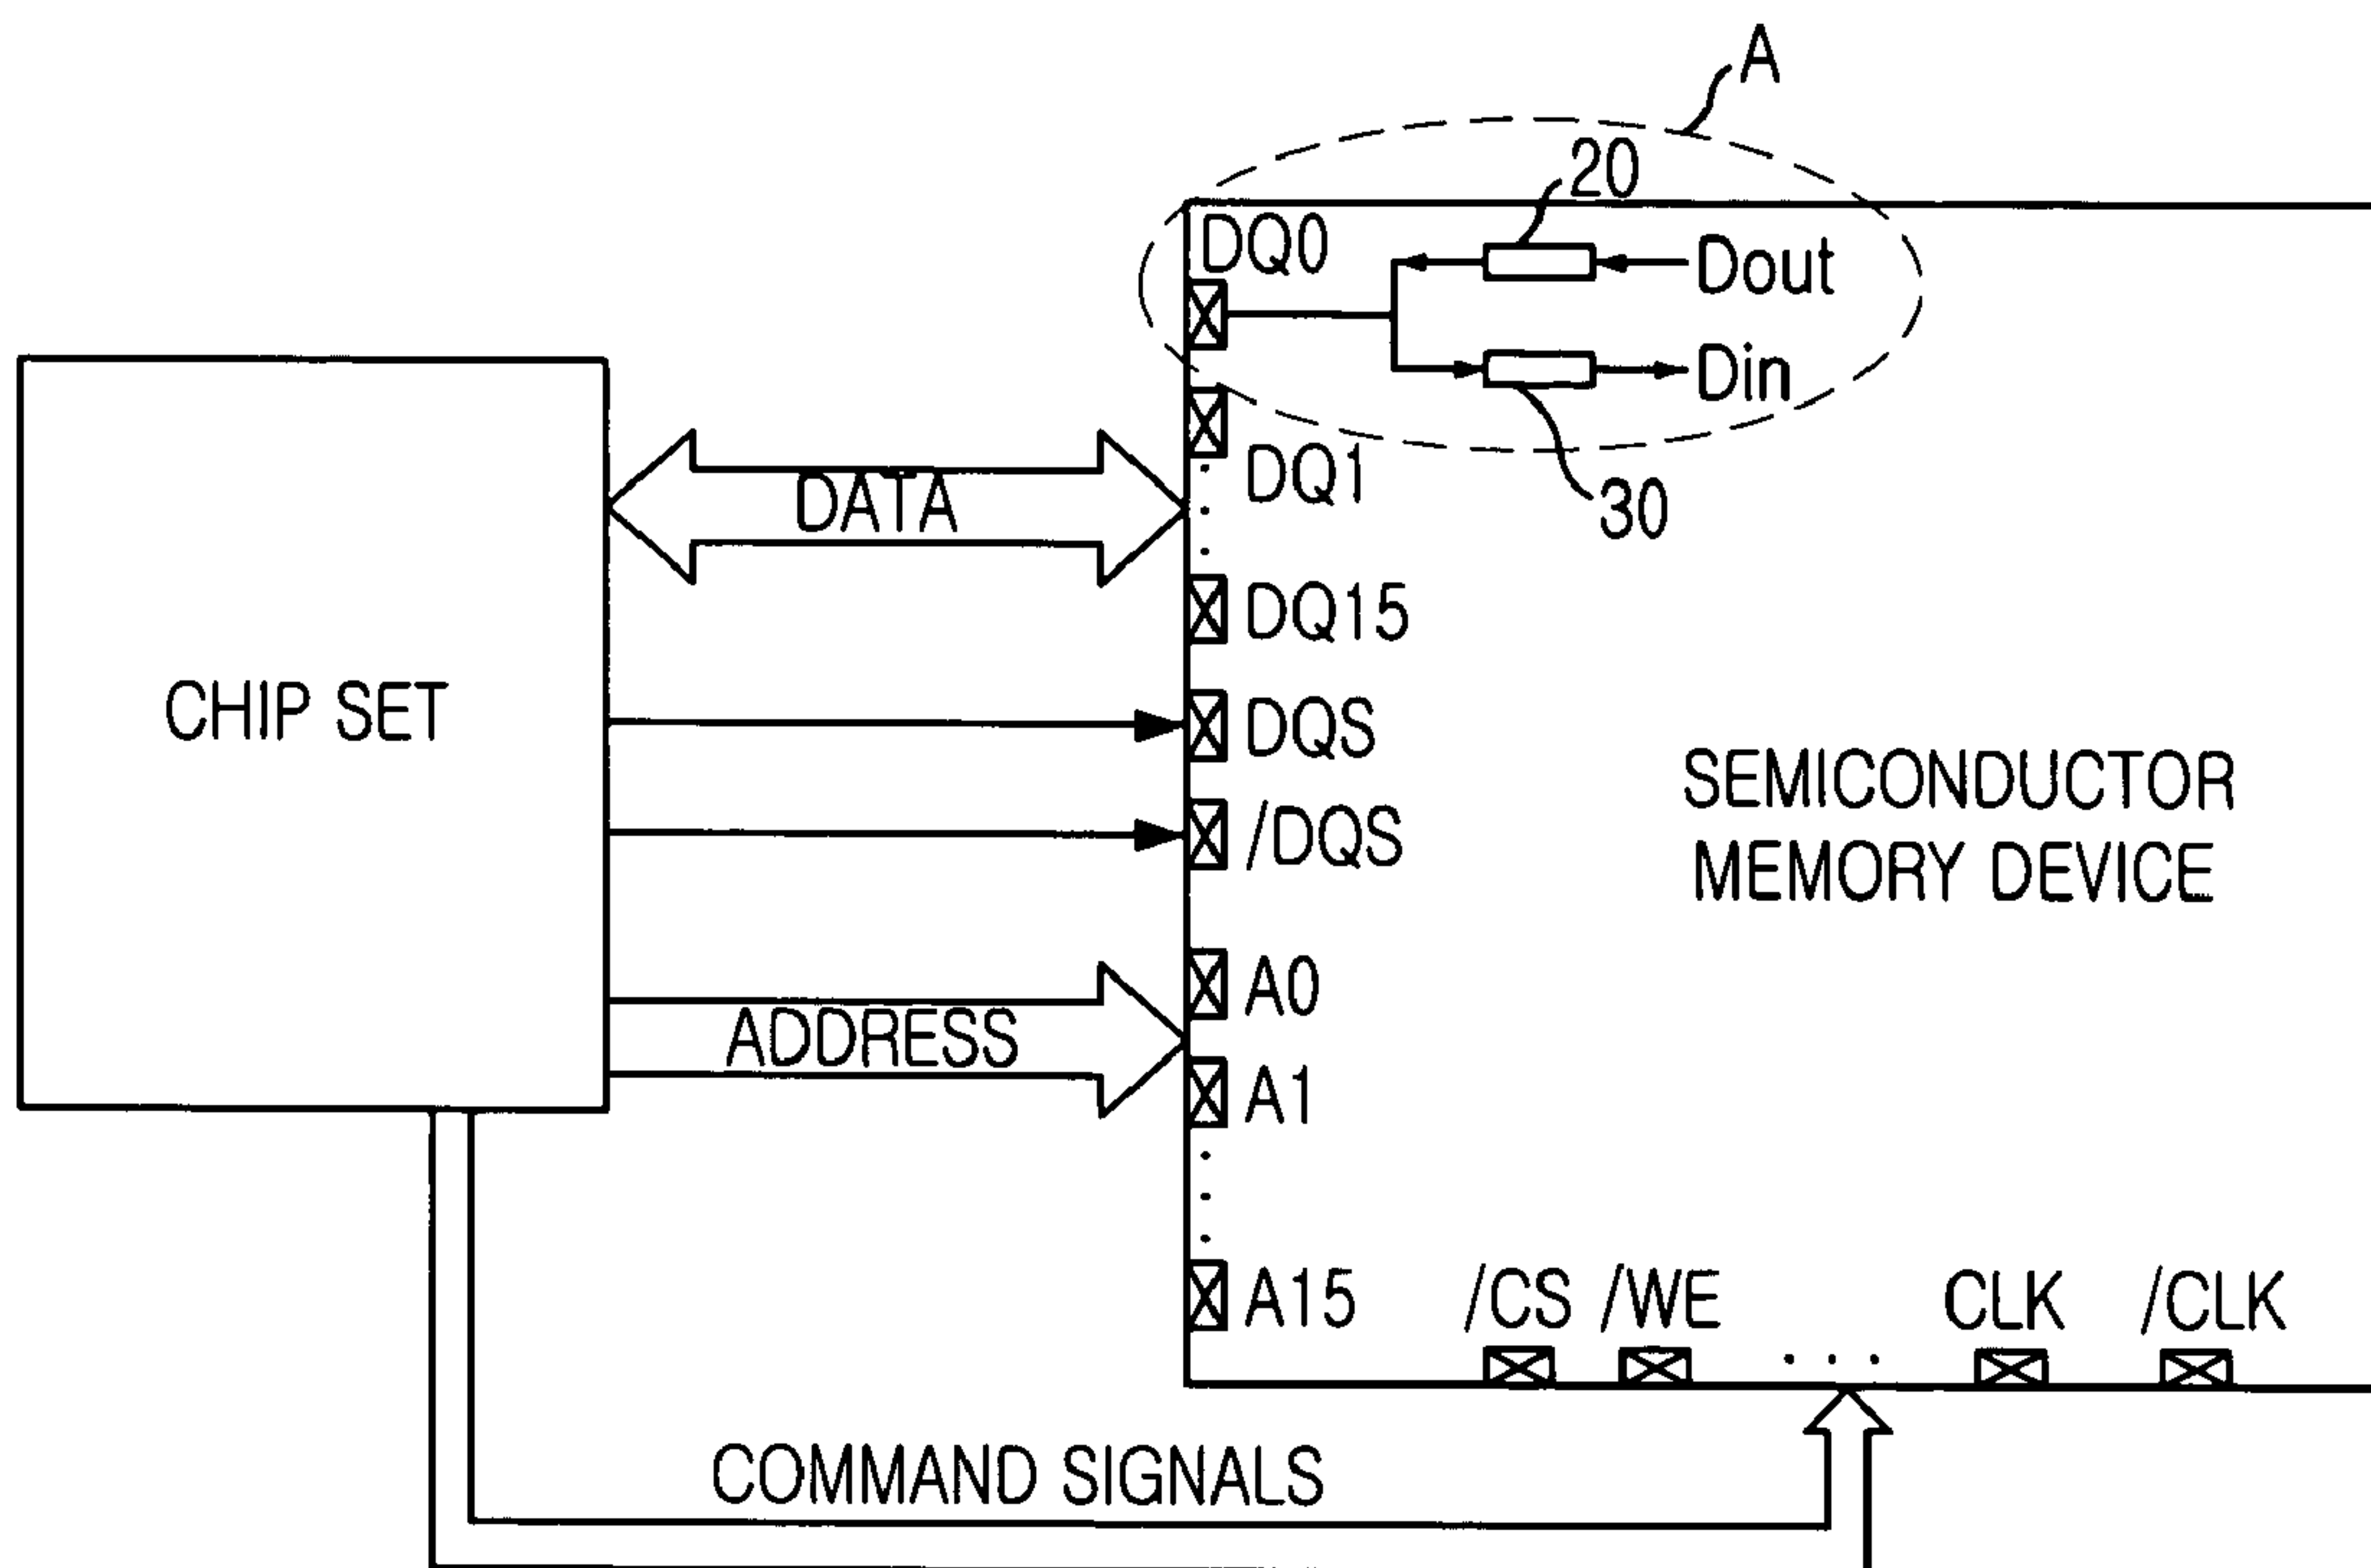 A
20
DQ0
Dout
Din
DQ1
30
DATA
DQ15
CHIP SET
DQS
SEMICONDUCTOR
MEMORY DEVICE
/DQS
A0
ADDRESS
A1
A15
/CS /WE CLK /CLK
COMMAND SIGNALS